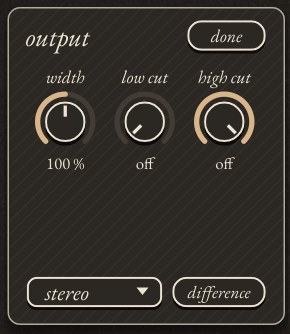 output done
width low cut high cut
100 % off off
stereo difference